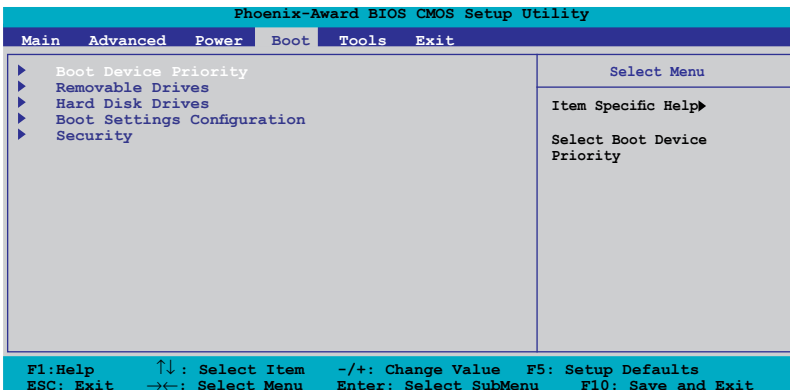 Phoenix-Award BIOS CMOS Setup Utility
Main Advanced Power Boot Tools Exit
Boot Device Priority
Removable Drives
Hard Disk Drives
Boot Settings Configuration
Security
Select Menu
Item Specific Help
Select Boot Device
Priority
F1:Help ↑↓: Select Item -/+: Change Value F5: Setup Defaults
ESC: Exit →←: Select Menu Enter: Select SubMenu F10: Save and Exit